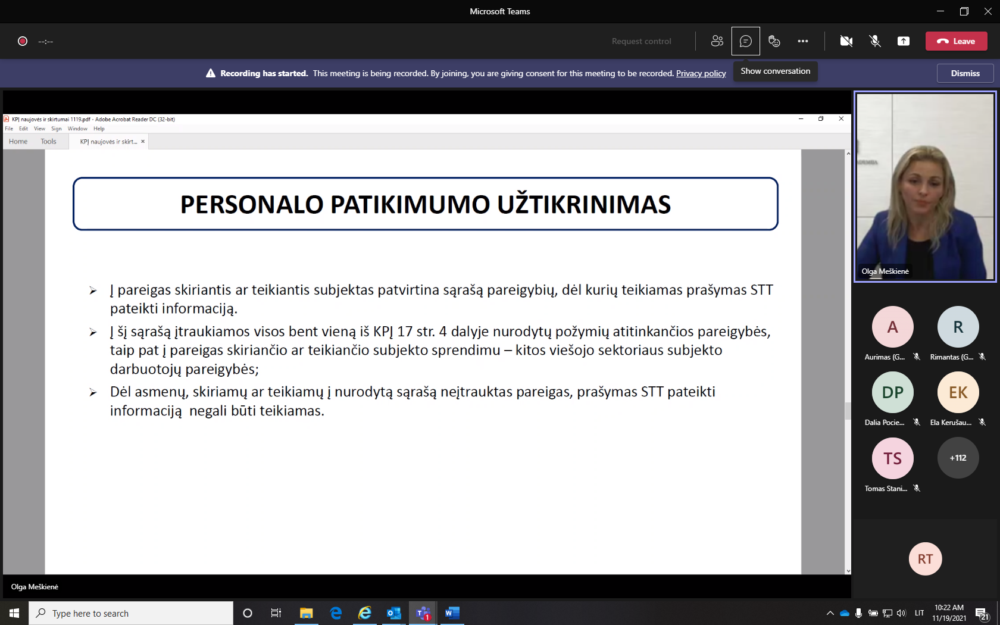 Microsoft Teams
--:--
Request control
Leave
Recording has started. This meeting is being recorded. By joining, you are giving consent for this meeting to be recorded. Privacy policy
Show conversation
Dismiss
KPĮ naujovės ir skirtumai 1119.pdf - Adobe Acrobat Reader DC (32-bit)
File Edit View Sign Window Help
Home Tools KPĮ naujovės ir skirt... ×
PERSONALO PATIKIMUMO UŽTIKRINIMAS
➢ Į pareigas skiriantis ar teikiantis subjektas patvirtina sąrašą pareigybių, dėl kurių teikiamas prašymas STT
pateikti informaciją.
➢ Į šį sąrašą įtraukiamos visos bent vieną iš KPĮ 17 str. 4 dalyje nurodytų požymių atitinkančios pareigybės,
taip pat į pareigas skiriančio ar teikiančio subjekto sprendimu – kitos viešojo sektoriaus subjekto
darbuotojų pareigybės;
➢ Dėl asmenų, skiriamų ar teikiamų į nurodytą sąrašą neįtrauktas pareigas, prašymas STT pateikti
informaciją negali būti teikiamas.
Olga Meškienė
A
R
Aurimas (G...
Rimantas (G...
DP
EK
Dalia Pocie...
Ela Kerušau...
TS
+112
Tomas Stani...
RT
Olga Meškienė
Type here to search
1
LIT
10:22 AM
11/19/2021
21